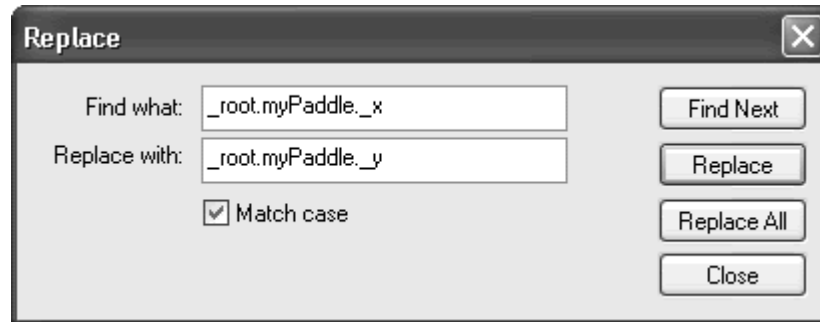 Replace
Find what: _root.myPaddle._x Find Next
Replace with: _root.myPaddle._y Replace
Match case Replace All
Close